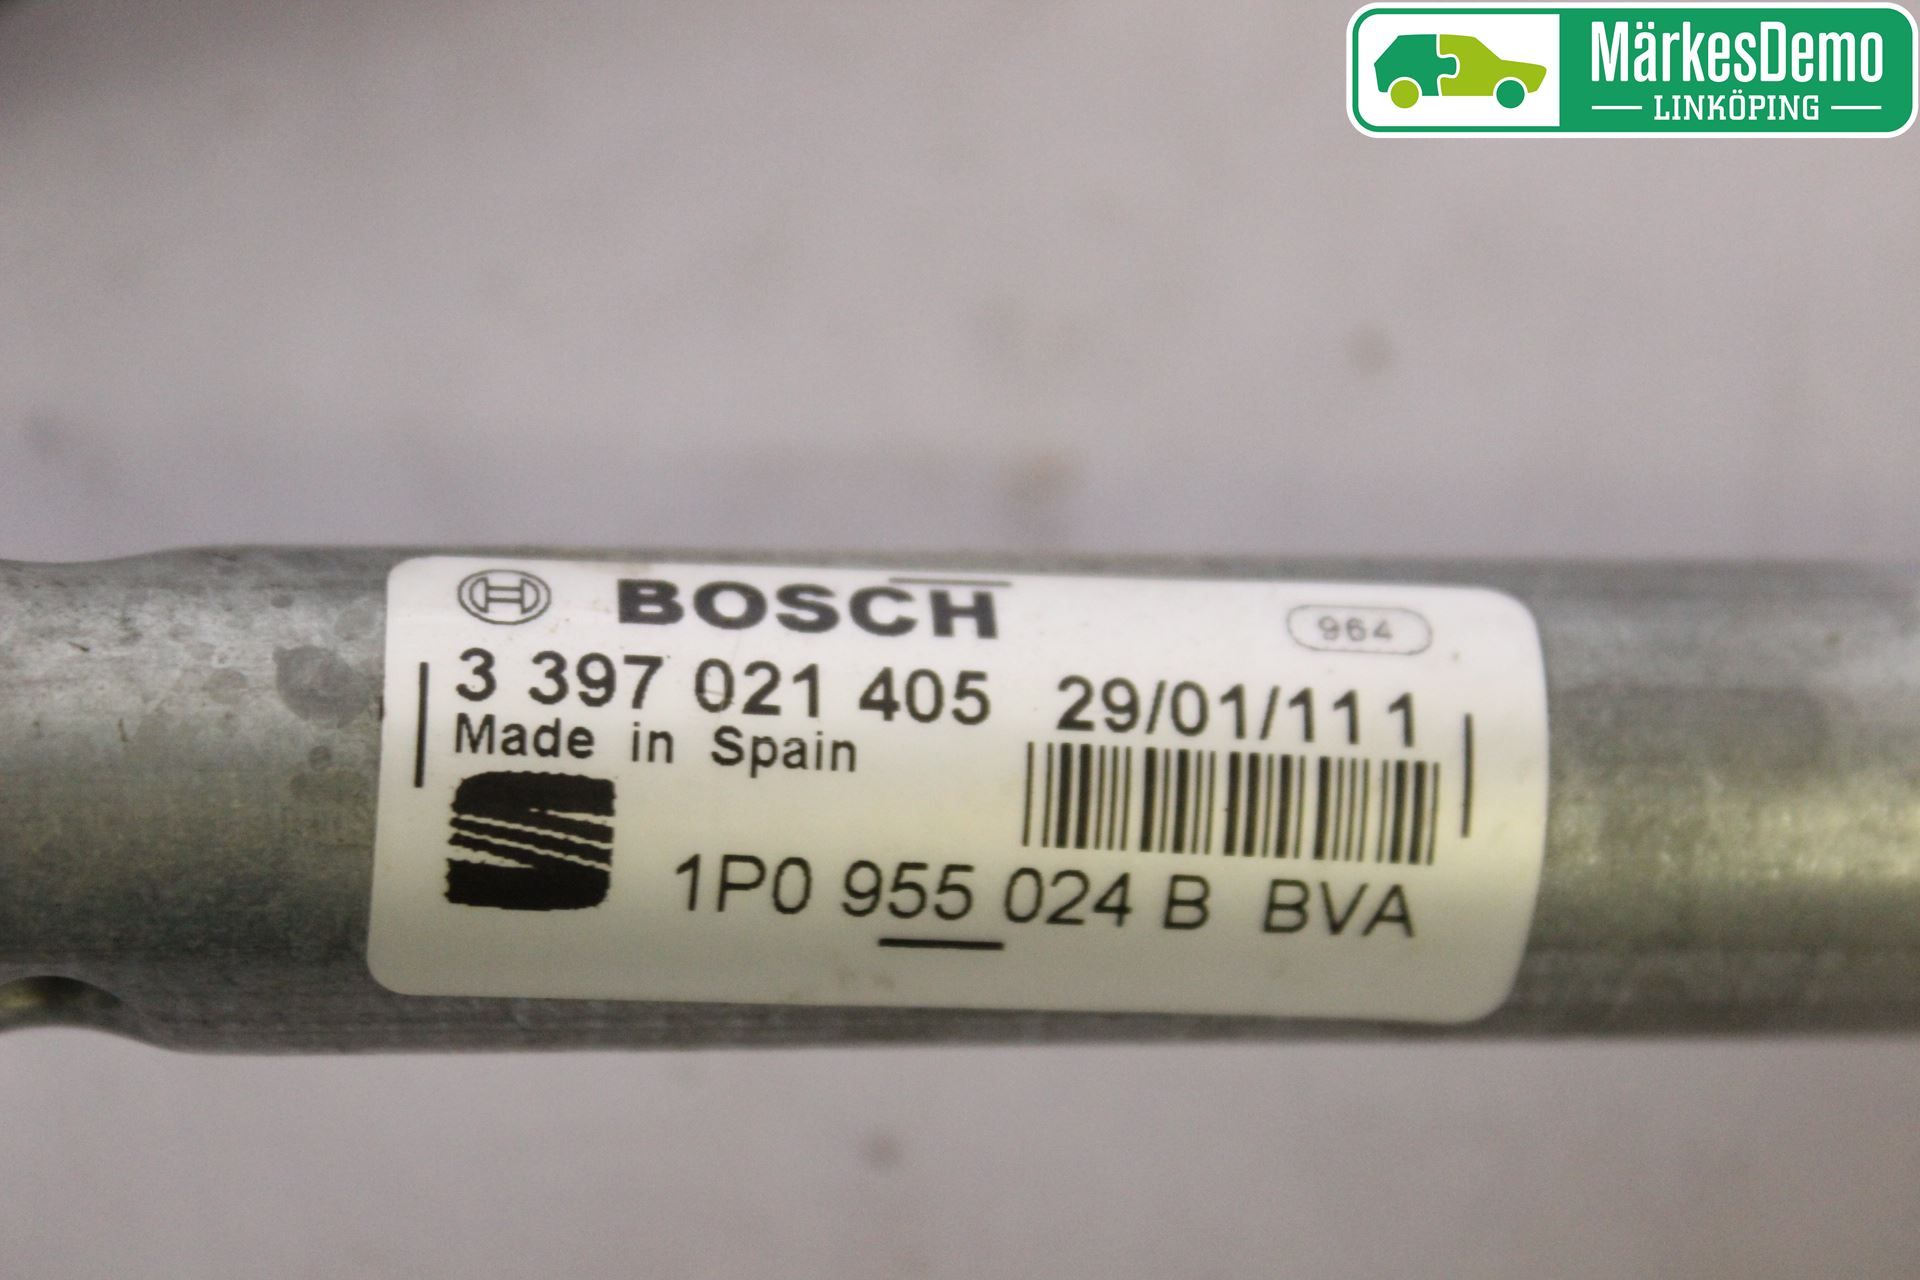 MärkesDemo
LINKÖPING
BOSCH
964
3 397 021 405 29/01/11 1
Made in Spain
1P0 955 024 B BVA